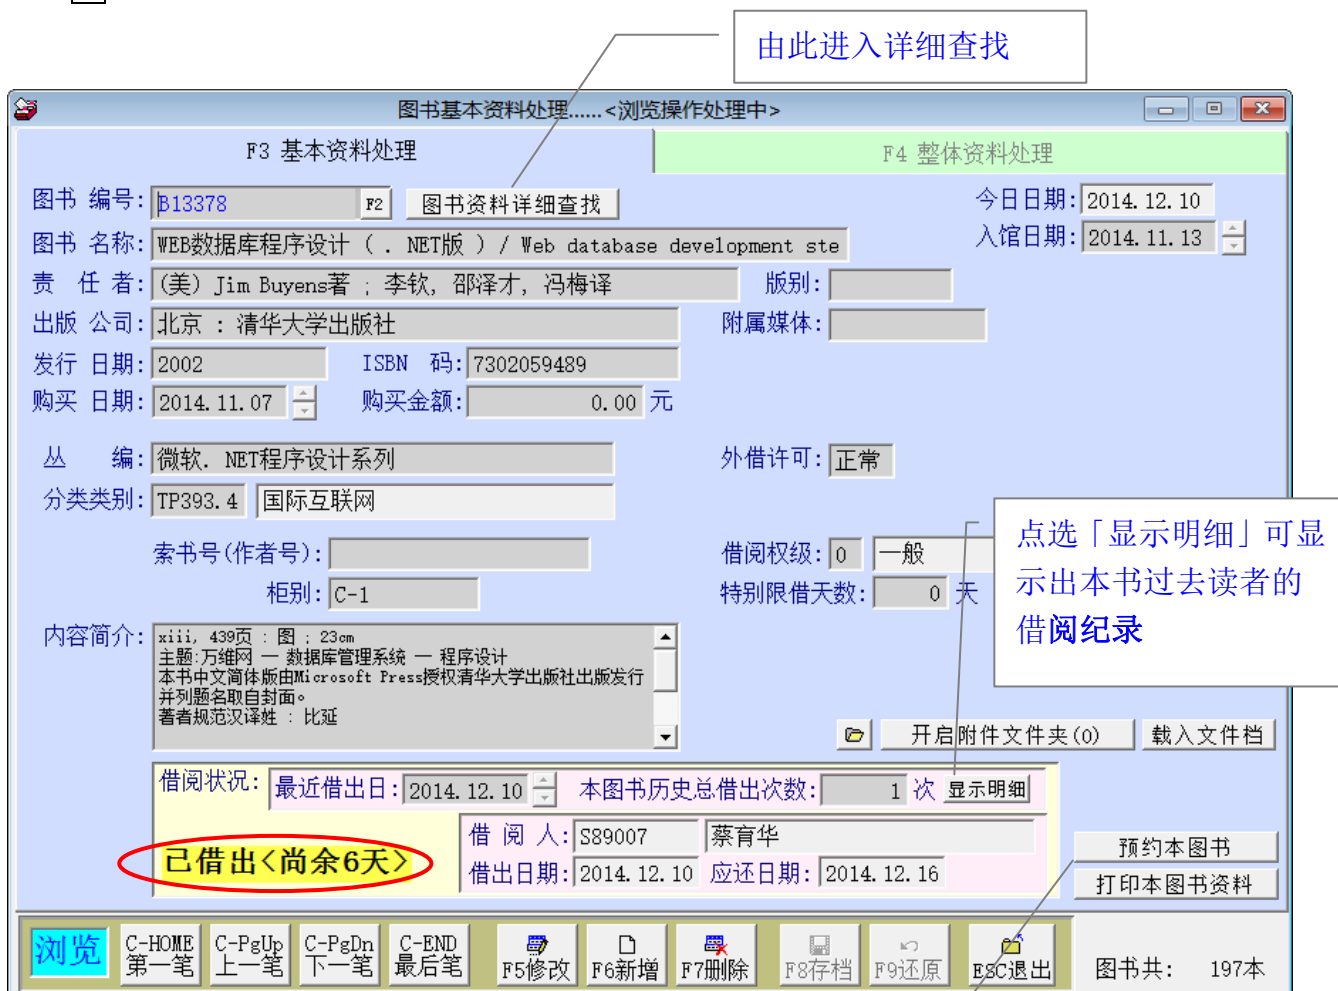 由此进入详细查找
图书基本资料处理......<浏览操作处理中>
F3 基本资料处理
F4 整体资料处理
图书 编号: B13378 F2 图书资料详细查找
今日日期: 2014.12.10
图书 名称: WEB数据库程序设计 ( . NET版 ) / Web database development ste
入馆日期: 2014.11.13
责 任 者: (美) Jim Buyens著 ; 李钦, 邵泽才, 冯梅译
版别:
出版 公司: 北京 : 清华大学出版社
附属媒体:
发行 日期: 2002 ISBN 码: 7302059489
购买 日期: 2014.11.07 购买金额: 0.00 元
丛 编: 微软. NET程序设计系列
外借许可: 正常
分类类别: TP393.4 国际互联网
索书号(作者号):
借阅权级: 0 一般
柜别: C-1
特别限借天数: 0 天
点选「显示明细」可显
示出本书过去读者的
借阅纪录
内容简介: xiii, 439页 : 图 ; 23cm
主题:万维网 — 数据库管理系统 — 程序设计
本书中文简体版由Microsoft Press授权清华大学出版社出版发行
并列题名取自封面。
著者规范汉译姓 : 比延
开启附件文件夹(0) 载入文件档
借阅状况: 最近借出日: 2014.12.10 本图书历史总借出次数: 1 次 显示明细
已借出<尚余6天>
借 阅 人: S89007 蔡育华
借出日期: 2014.12.10 应还日期: 2014.12.16
预约本图书
打印本图书资料
浏览
C-HOME 第一笔
C-PgUp 上一笔
C-PgDn 下一笔
C-END 最后笔
F5修改 F6新增 F7删除 F8存档 F9还原 ESC退出
图书共: 197本